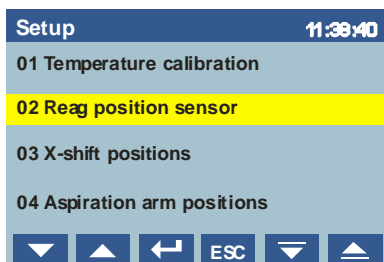 Setup 11:38:40
01 Temperature calibration
02 Reag position sensor
03 X-shift positions
04 Aspiration arm positions
ESC